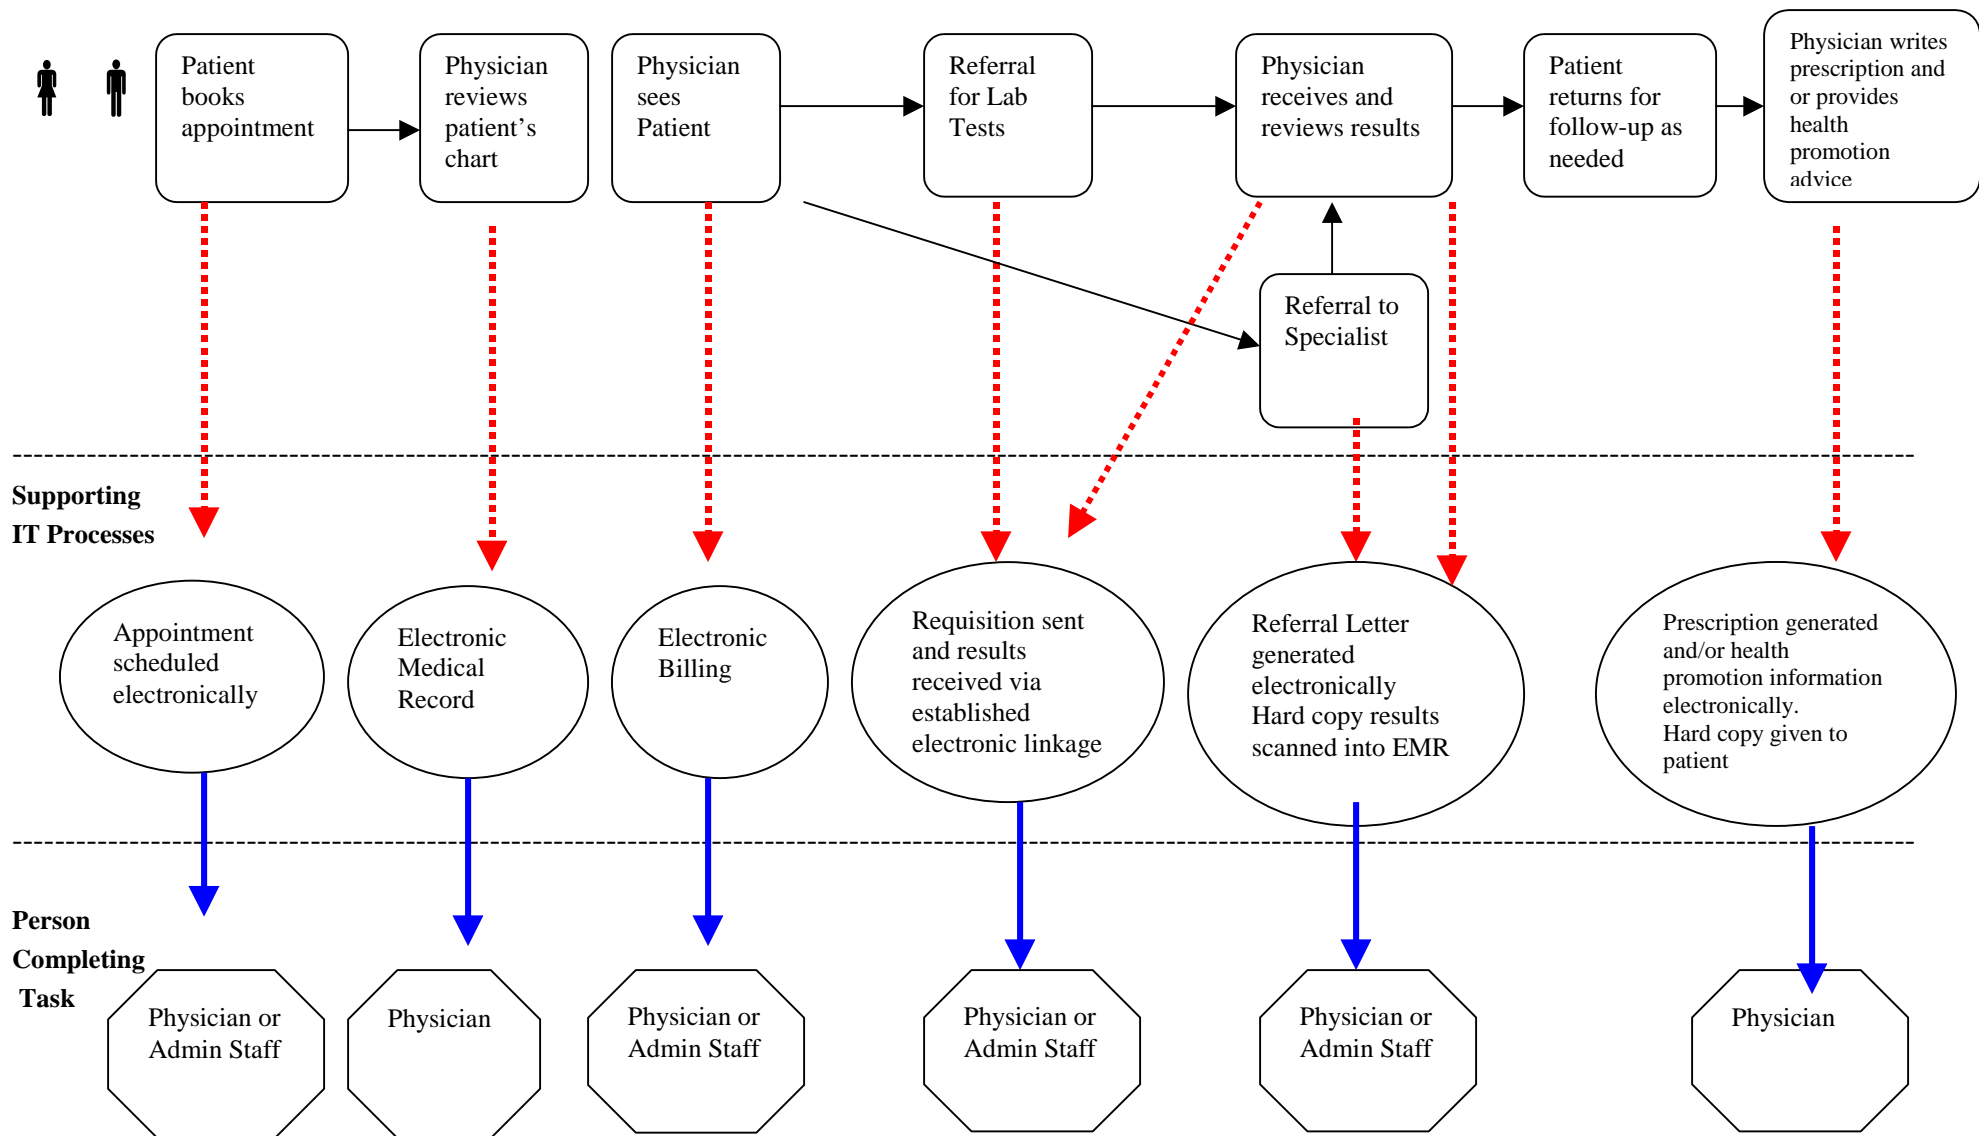 Patient
books
appointment
Physician
reviews
patient’s
chart
Physician
sees
Patient
Referral
for Lab
Tests
Physician
receives and
reviews results
Patient
returns for
follow-up as
needed
Physician writes
prescription and
or provides
health
promotion
advice
Referral to
Specialist
Supporting
IT Processes
Appointment
scheduled
electronically
Electronic
Medical
Record
Electronic
Billing
Requisition sent
and results
received via
established
electronic linkage
Referral Letter
generated
electronically
Hard copy results
scanned into EMR
Prescription generated
and/or health
promotion information
electronically.
Hard copy given to
patient
Person
Completing
Task
Physician or
Admin Staff
Physician
Physician or
Admin Staff
Physician or
Admin Staff
Physician or
Admin Staff
Physician